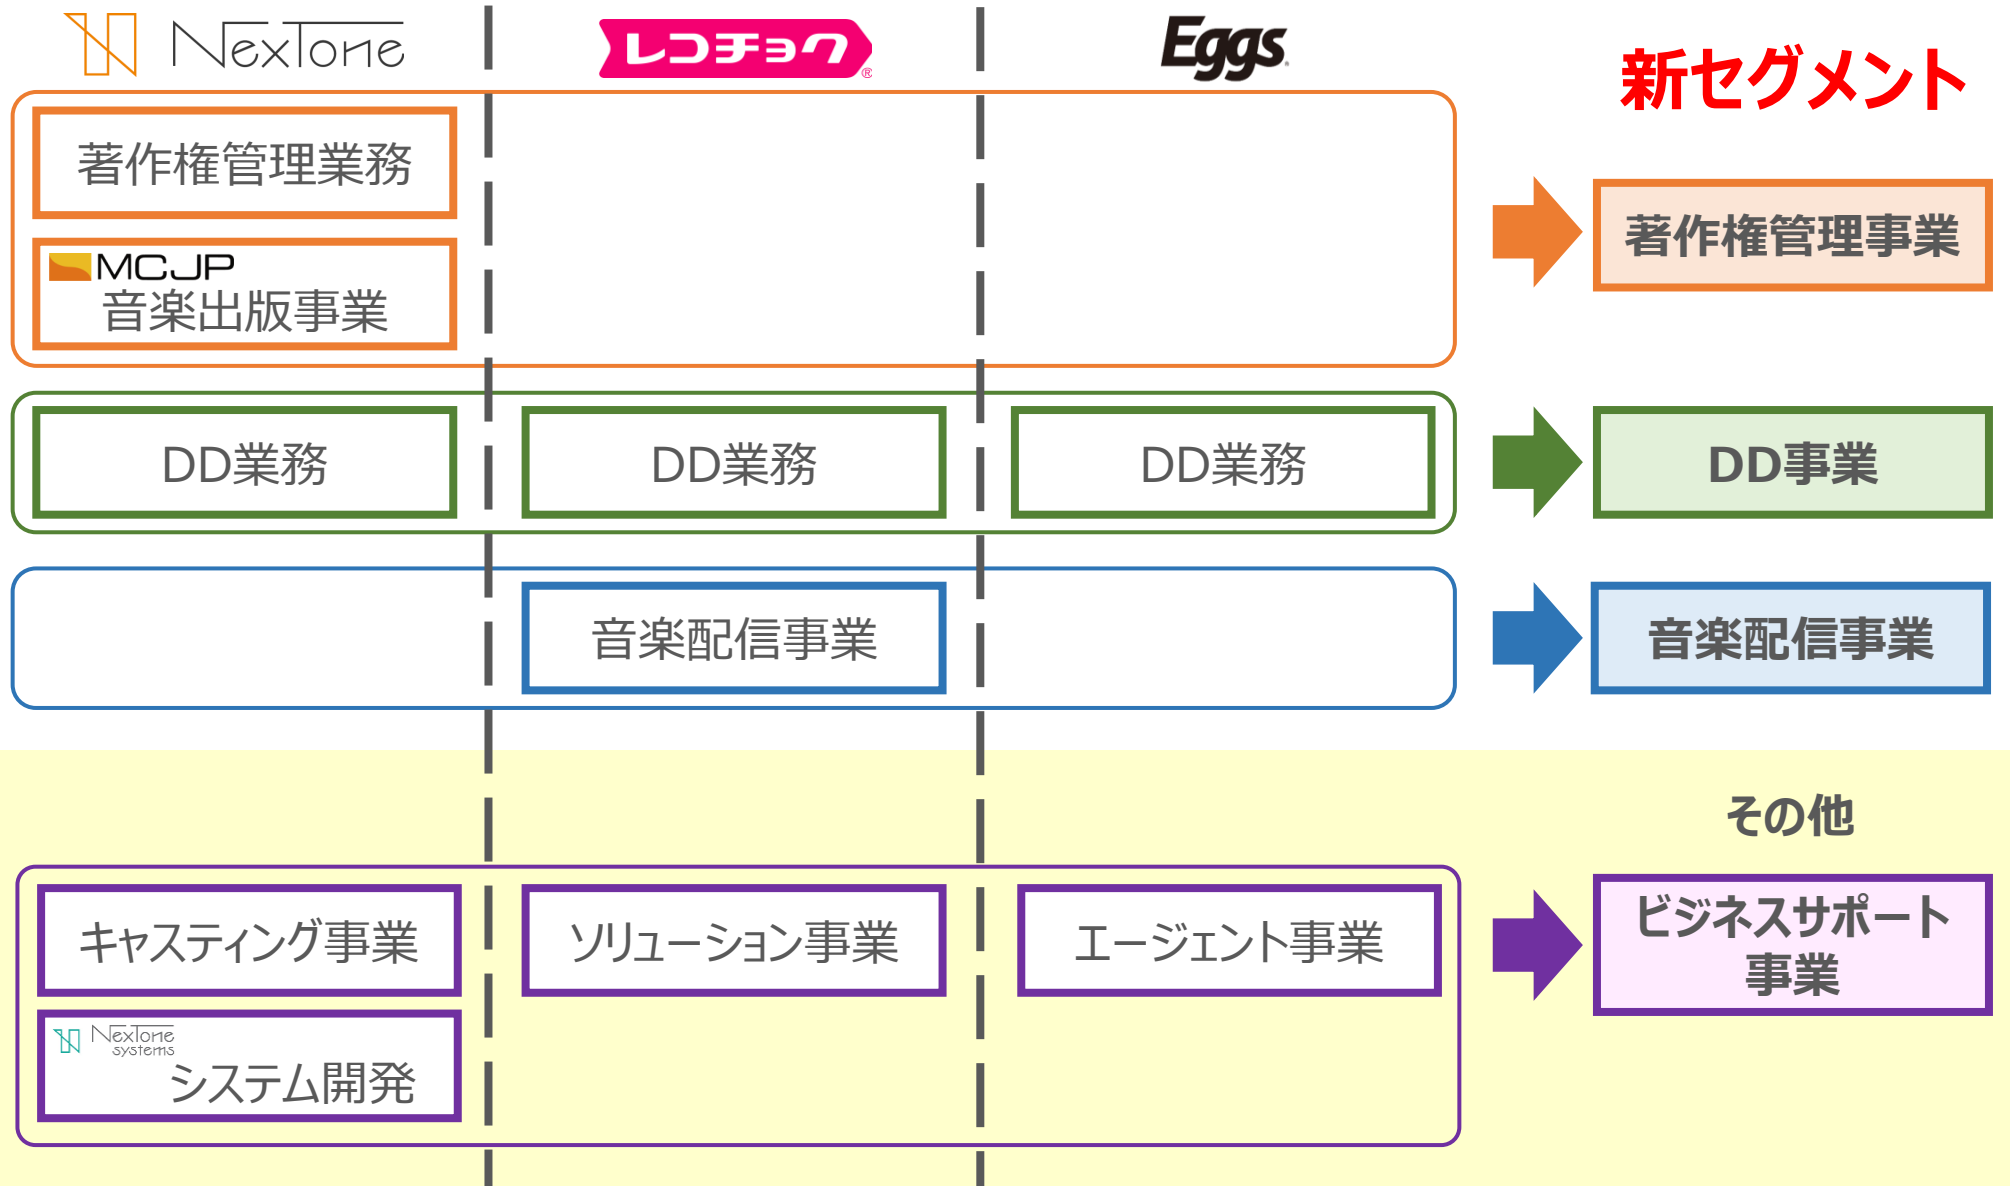 NexTone
レコチョク®
Eggs
新セグメント
著作権管理業務
著作権管理事業
MCJP
音楽出版事業
DD業務
DD業務
DD業務
DD事業
音楽配信事業
音楽配信事業
その他
キャスティング事業
ソリューション事業
エージェント事業
ビジネスサポート
事業
NexTone
systems
システム開発